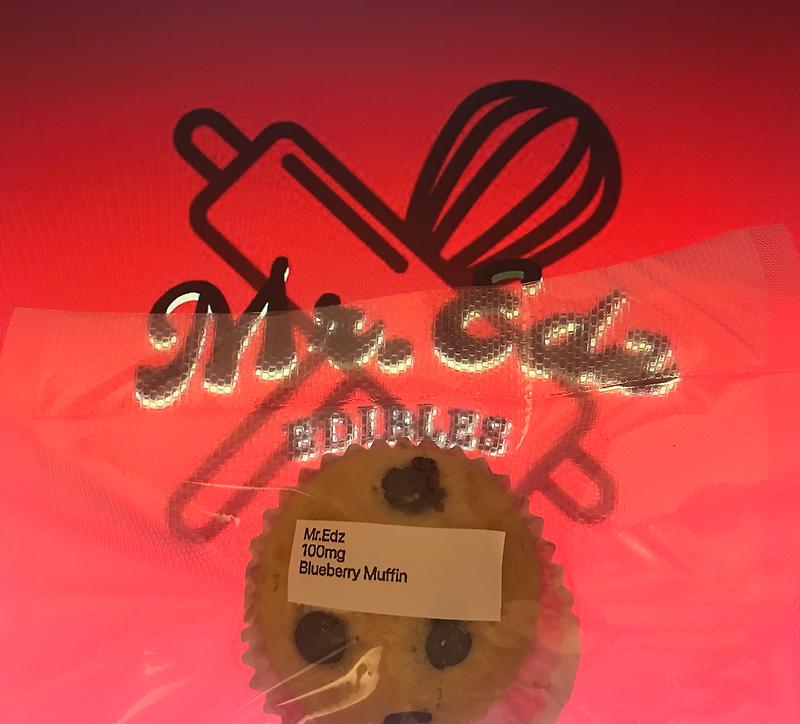 Mr. Edz
EDIBLES
Mr.Edz
100mg
Blueberry Muffin